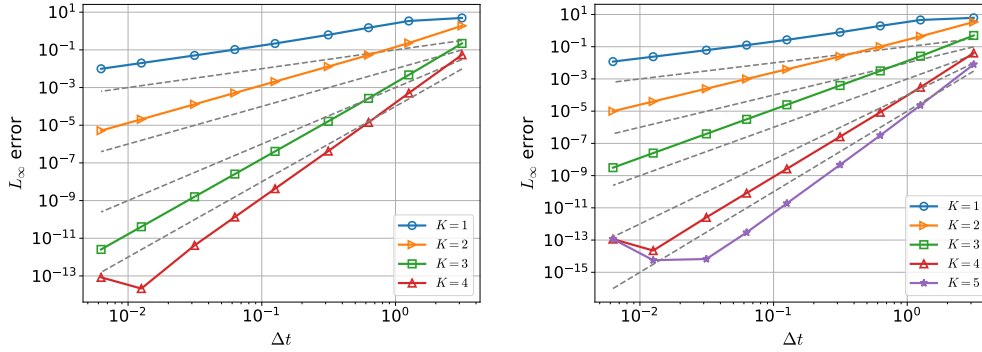 10^1
10^-1
10^-3
10^-5
10^-7
10^-9
10^-11
10^-13
L∞ error
10^-2
10^-1
10^0
Δt
K = 1
K = 2
K = 3
K = 4
10^1
10^-1
10^-3
10^-5
10^-7
10^-9
10^-11
10^-13
10^-15
L∞ error
10^-2
10^-1
10^0
Δt
K = 1
K = 2
K = 3
K = 4
K = 5